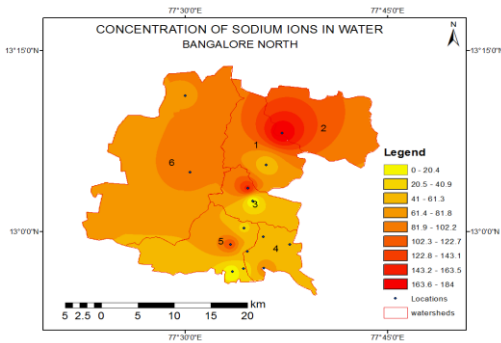 77°30'0"E 77°45'0"E
CONCENTRATION OF SODIUM IONS IN WATER
BANGALORE NORTH
N
13°15'0"N 13°15'0"N
2
1
6
Legend
0 - 20.4
20.5 - 40.9
41 - 61.3
61.4 - 81.8
81.9 - 102.2
102.3 - 122.7
122.8 - 143.1
143.2 - 163.5
163.6 - 184
Locations
watersheds
3
13°0'0"N 13°0'0"N
5 4
km
5 2.5 0 5 10 15 20
77°30'0"E 77°45'0"E